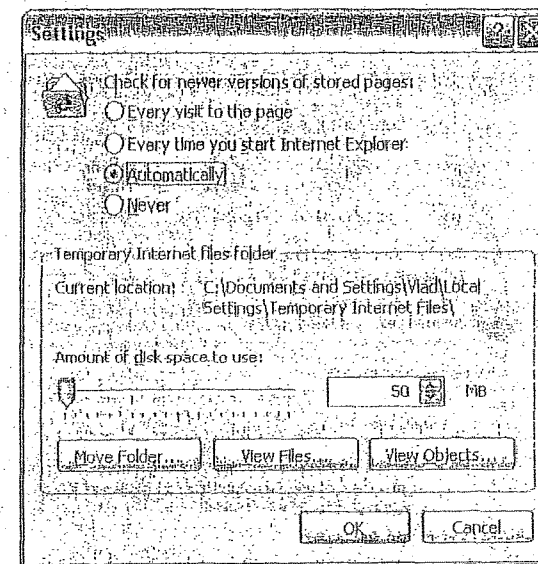 Settings
Check for newer versions of stored pages:
Every visit to the page
Every time you start Internet Explorer
Automatically
Never
Temporary Internet files folder
Current location: C:\Documents and Settings\Vlad\Local
Settings\Temporary Internet Files\
Amount of disk space to use:
50 MB
Move Folder... View Files... View Objects...
OK Cancel